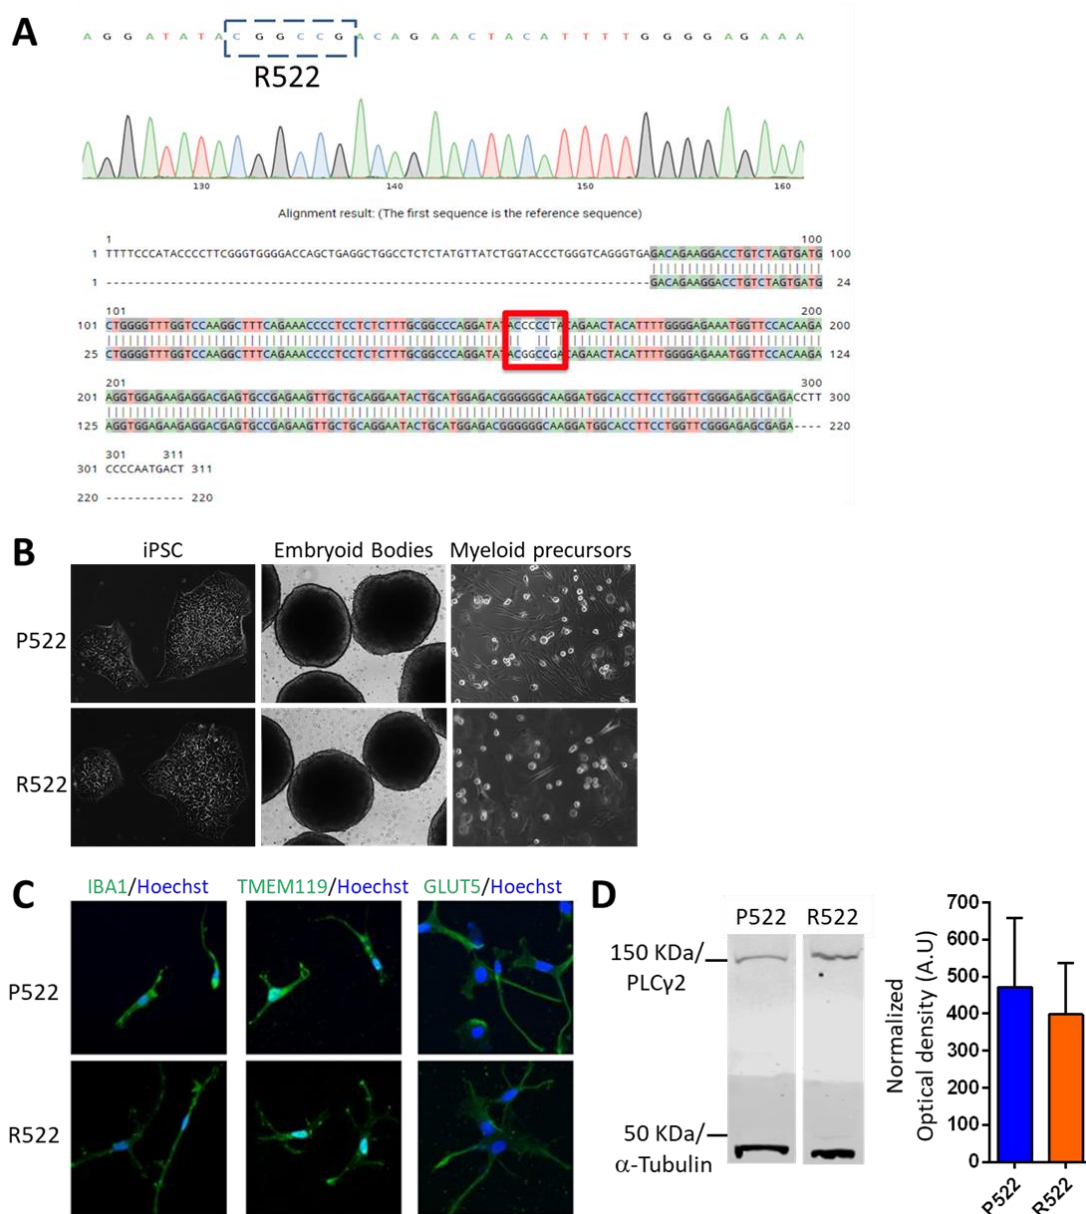 A
A G G A T A T A C G G C C G A C A G A A C T A C A T T T T G G G G A G A A A
R522
130 140 150 160
Alignment result: (The first sequence is the reference sequence)
1 100
1 TTTTCCCATACCCCTTCGGGTGGGGACCAGCTGAGGCTGGCCTCTCTATGTTATCTGGTACCCTGGGTCAGGGTGAGACAGAAGGACCTGTCTAGTGATG 100
1 ----------------------------------------------------------------------------GACAGAAGGACCTGTCTAGTGATG 24
101 200
101 CTGGGGTTTGGTCCAAGGCTTTCAGAAACCCCTCCTCTCTTTGCGGCCCAGGATATACCCCCTACAGAACTACATTTTGGGGAGAAATGGTTCCACAAGA 200
25 CTGGGGTTTGGTCCAAGGCTTTCAGAAACCCCTCCTCTCTTTGCGGCCCAGGATATACGGCCGACAGAACTACATTTTGGGGAGAAATGGTTCCACAAGA 124
201 300
201 AGGTGGAGAAGAGGACGAGTGCCGAGAAGTTGCTGCAGGAATACTGCATGGAGACGGGGGGCAAGGATGGCACCTTCCTGGTTCGGGAGAGCGAGACCTT 300
125 AGGTGGAGAAGAGGACGAGTGCCGAGAAGTTGCTGCAGGAATACTGCATGGAGACGGGGGGCAAGGATGGCACCTTCCTGGTTCGGGAGAGCGAGA---- 220
301 311
301 CCCCAATGACT 311
220 ----------- 220
B
iPSC Embryoid Bodies Myeloid precursors
P522
R522
C
IBA1/Hoechst TMEM119/Hoechst GLUT5/Hoechst
P522
R522
D
P522 R522
150 KDa/
PLCγ2
50 KDa/
α-Tubulin
Normalized
Optical density (A.U)
700
600
500
400
300
200
100
0
P522
R522